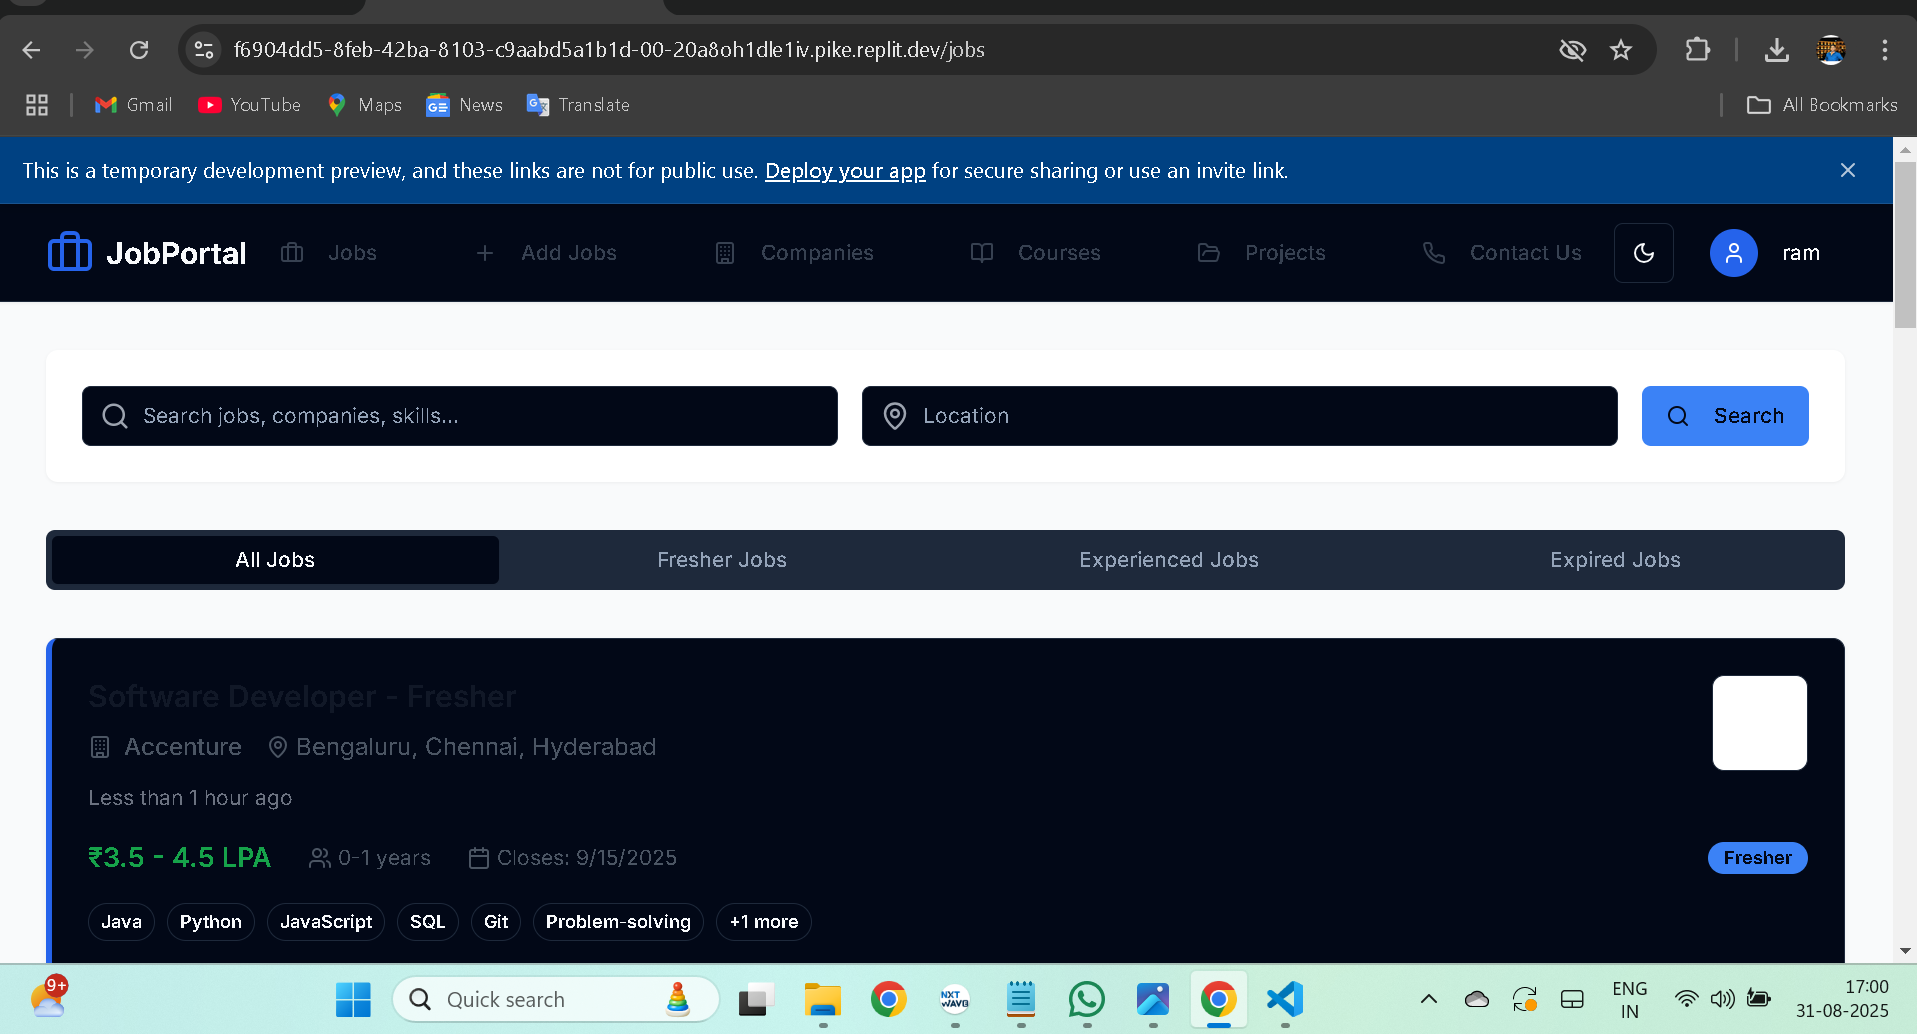 f6904dd5-8feb-42ba-8103-c9aabd5a1b1d-00-20a8oh1dle1iv.pike.replit.dev/jobs
Gmail YouTube Maps News Translate All Bookmarks
This is a temporary development preview, and these links are not for public use. Deploy your app for secure sharing or use an invite link.
JobPortal Jobs Add Jobs Companies Courses Projects Contact Us ram
Search jobs, companies, skills... Location Search
All Jobs Fresher Jobs Experienced Jobs Expired Jobs
Software Developer - Fresher
Accenture Bengaluru, Chennai, Hyderabad
Less than 1 hour ago
₹3.5 - 4.5 LPA 0-1 years Closes: 9/15/2025 Fresher
Java Python JavaScript SQL Git Problem-solving +1 more
9+ Quick search NXT WAVE ENG IN 17:00
31-08-2025